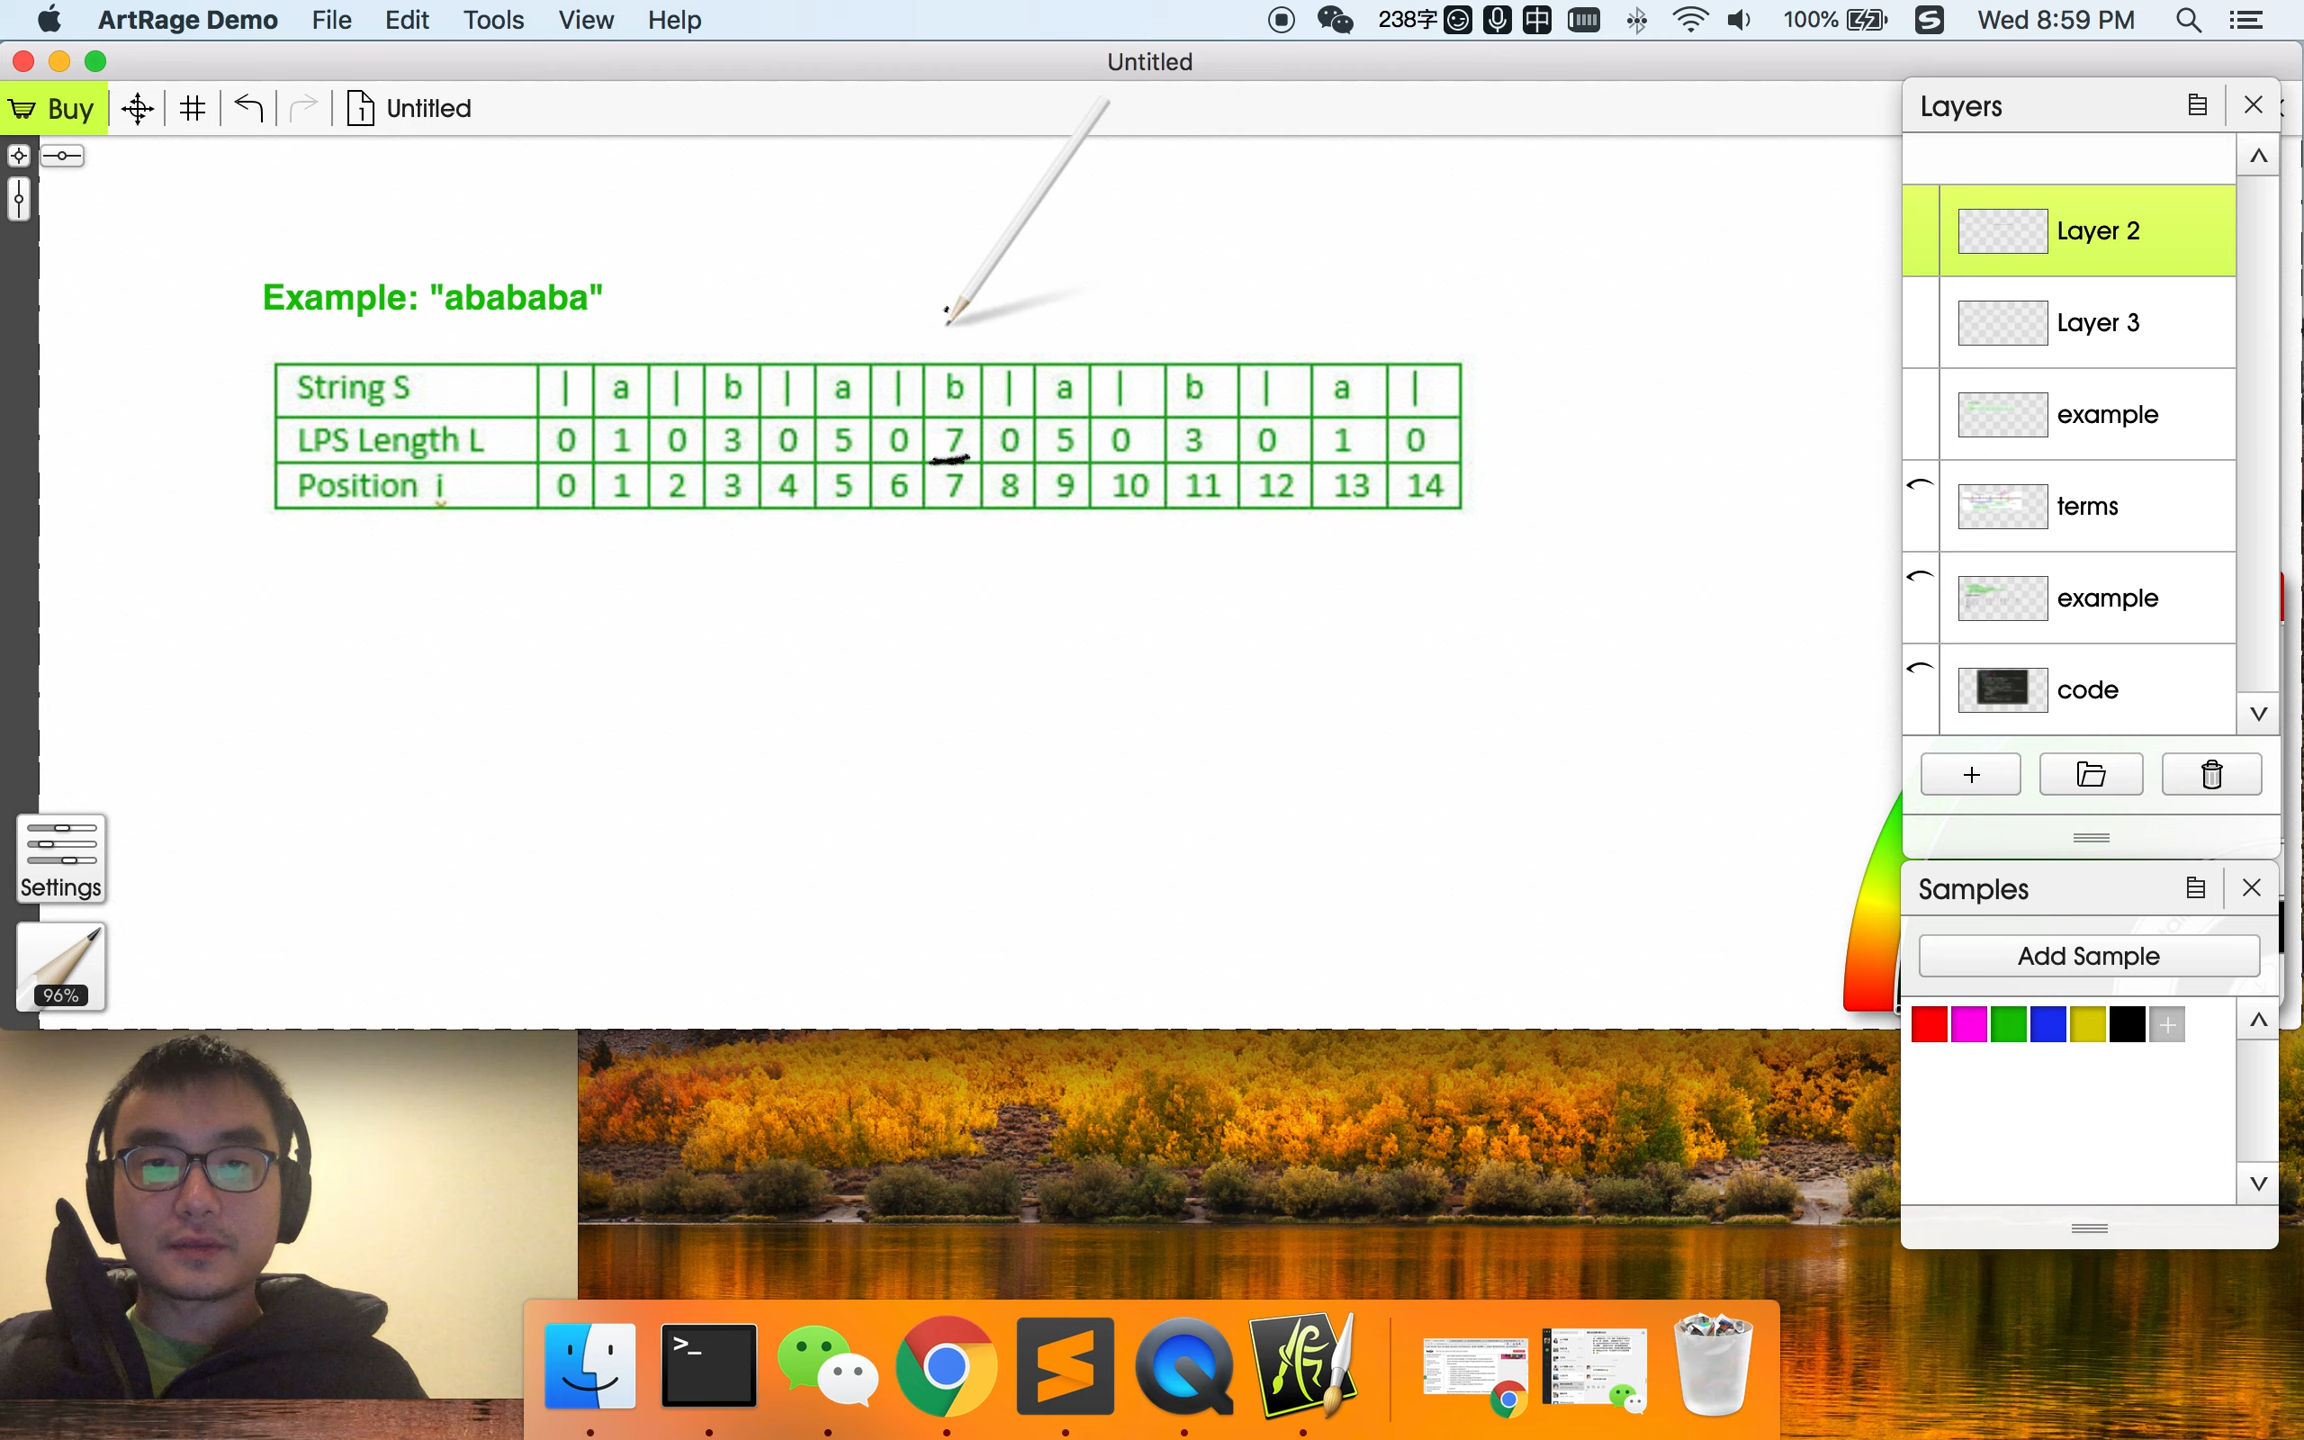 ArtRage Demo File Edit Tools View Help 238字 中 100% Wed 8:59 PM
Untitled
Buy Untitled
Layers
Example: "abababa"
String S | a | b | a | b | a | b | a |
LPS Length L 0 1 0 3 0 5 0 7 0 5 0 3 0 1 0
Position i 0 1 2 3 4 5 6 7 8 9 10 11 12 13 14
Layer 2
Layer 3
example
terms
example
code
Settings
96%
Samples
Add Sample